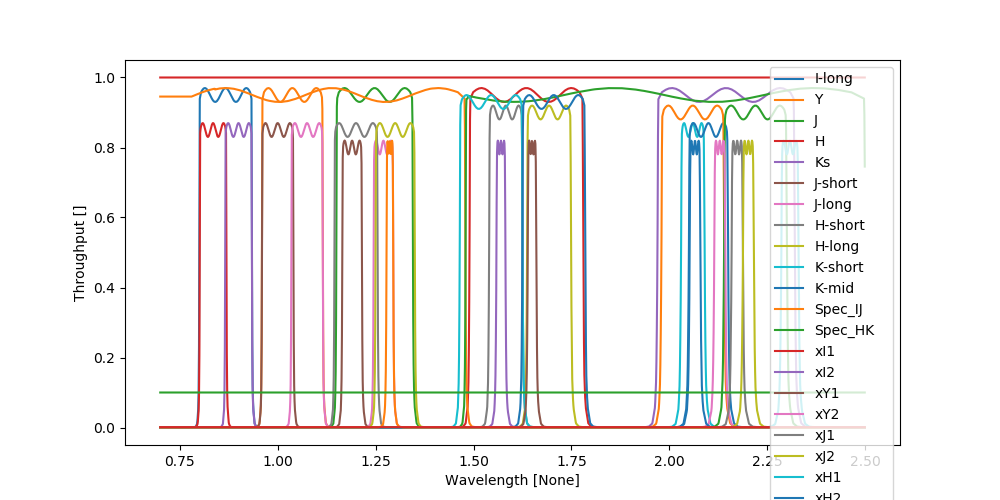 1.0
0.8
0.6
0.4
0.2
0.0
Throughput []
0.75 1.00 1.25 1.50 1.75 2.00 2.25 2.50
Wavelength [None]
I-long
Y
J
H
Ks
J-short
J-long
H-short
H-long
K-short
K-mid
Spec_IJ
Spec_HK
xI1
xI2
xY1
xY2
xJ1
xJ2
xH1
xH2